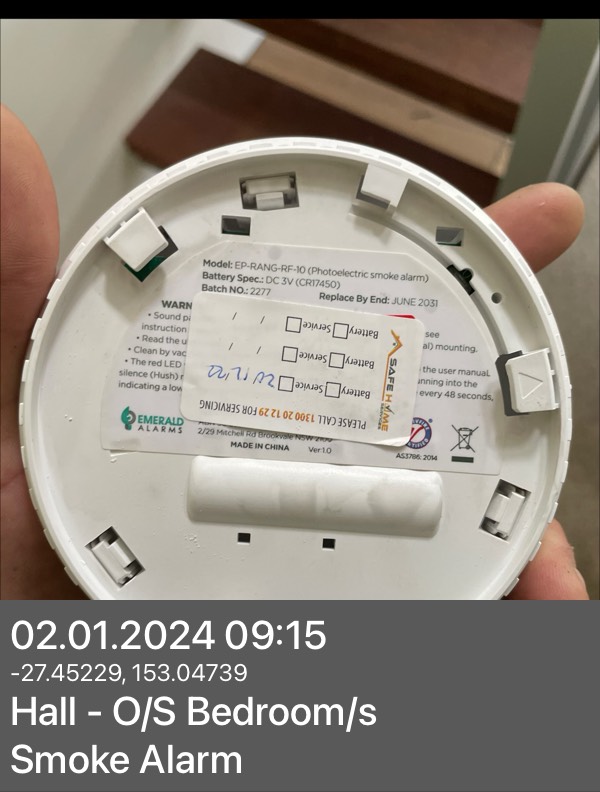 Model: EP-RANG-RF-10 (Photoelectric smoke alarm)
Battery Spec.: DC 3V (CR17450)
Batch NO.: 2277
Replace By End: JUNE 2031
WARN
• Sound
instruction
• Read the u
• Clean by vac
• The red LED
silence (Hush)
indicating a low
see
al) mounting.
the user manual.
nning into the
every 48 seconds,
EMERALD
ALARMS
2/29 Mitchell Rd Brookvale NSW
MADE IN CHINA Ver 1.0
AS3786: 2014
SAFE HOME
PLEASE CALL 1300 20 12 29 FOR SERVICING
Battery Service
Battery Service / /
Battery Service / /
02.01.2024 09:15
-27.45229, 153.04739
Hall - O/S Bedroom/s
Smoke Alarm